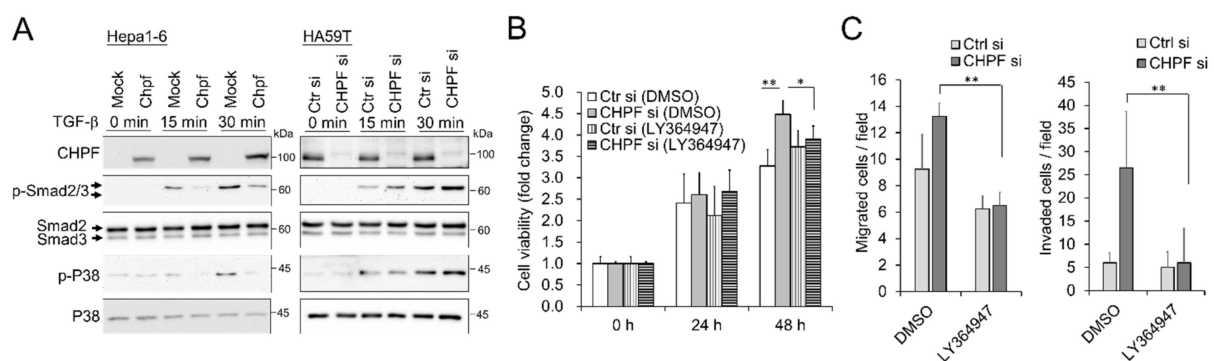 A
Hepa1-6
HA59T
Mock
Chpf
Mock
Chpf
Mock
Chpf
Ctr si
CHPF si
Ctr si
CHPF si
Ctr si
CHPF si
TGF-β 0 min 15 min 30 min kDa 0 min 15 min 30 min kDa
CHPF 100 100
p-Smad2/3 60 60
Smad2
Smad3 60 60
p-P38 45 45
P38 45 45
B
Cell viability (fold change)
5.0
4.5
4.0
3.5
3.0
2.5
2.0
1.5
1.0
0.5
0.0
** *
Ctr si (DMSO)
CHPF si (DMSO)
Ctr si (LY364947)
CHPF si (LY364947)
0 h 24 h 48 h
C
Ctrl si
CHPF si
**
Migrated cells / field
16
14
12
10
8
6
4
2
0
DMSO
LY364947
Ctrl si
CHPF si
**
Invaded cells / field
45
40
35
30
25
20
15
10
5
0
DMSO
LY364947